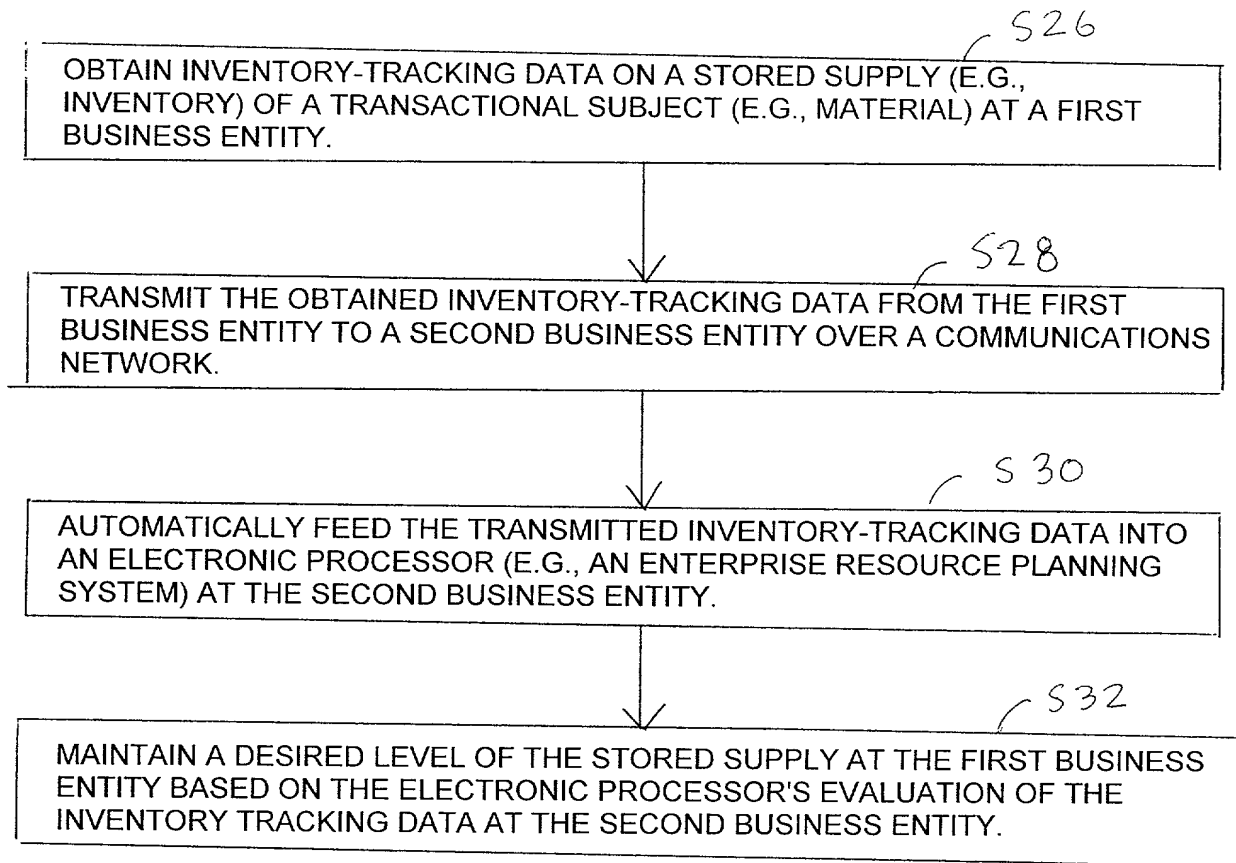 S26
OBTAIN INVENTORY-TRACKING DATA ON A STORED SUPPLY (E.G.,
INVENTORY) OF A TRANSACTIONAL SUBJECT (E.G., MATERIAL) AT A FIRST
BUSINESS ENTITY.
S28
TRANSMIT THE OBTAINED INVENTORY-TRACKING DATA FROM THE FIRST
BUSINESS ENTITY TO A SECOND BUSINESS ENTITY OVER A COMMUNICATIONS
NETWORK.
S30
AUTOMATICALLY FEED THE TRANSMITTED INVENTORY-TRACKING DATA INTO
AN ELECTRONIC PROCESSOR (E.G., AN ENTERPRISE RESOURCE PLANNING
SYSTEM) AT THE SECOND BUSINESS ENTITY.
S32
MAINTAIN A DESIRED LEVEL OF THE STORED SUPPLY AT THE FIRST BUSINESS
ENTITY BASED ON THE ELECTRONIC PROCESSOR'S EVALUATION OF THE
INVENTORY TRACKING DATA AT THE SECOND BUSINESS ENTITY.